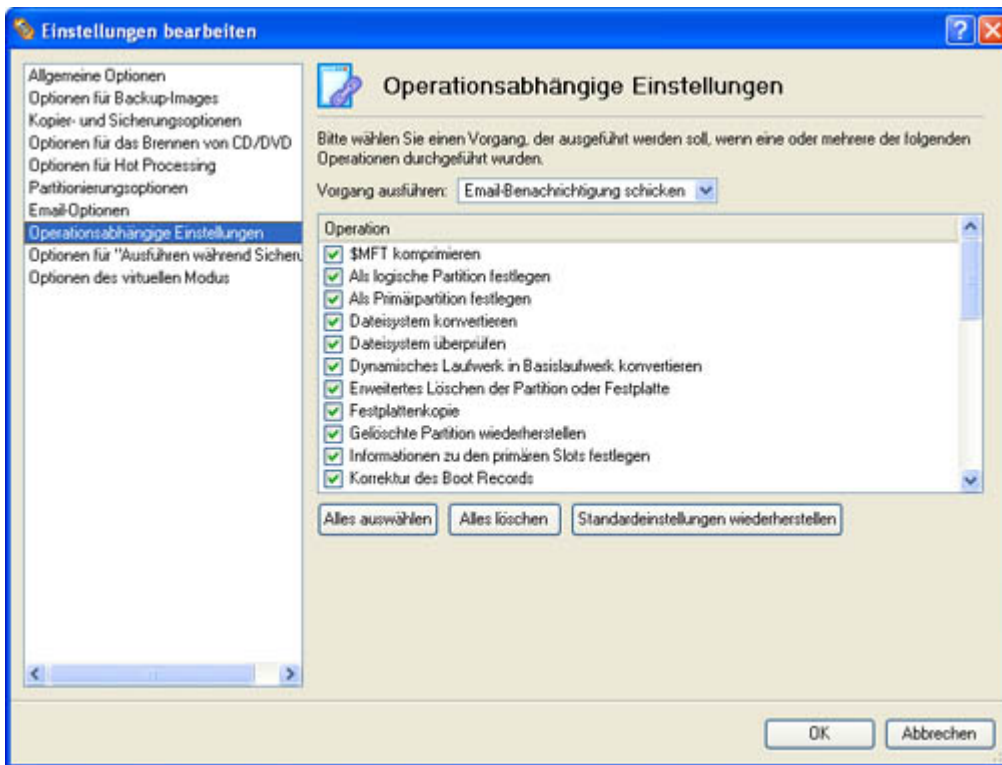 Einstellungen bearbeiten
Allgemeine Optionen
Optionen für Backup-Images
Kopier- und Sicherungsoptionen
Optionen für das Brennen von CD/DVD
Optionen für Hot Processing
Partitionierungsoptionen
Email-Optionen
Operationsabhängige Einstellungen
Optionen für "Ausführen während Sicheru
Optionen des virtuellen Modus
Operationsabhängige Einstellungen
Bitte wählen Sie einen Vorgang, der ausgeführt werden soll, wenn eine oder mehrere der folgenden
Operationen durchgeführt wurden.
Vorgang ausführen: Email-Benachrichtigung schicken
Operation
$MFT komprimieren
Als logische Partition festlegen
Als Primärpartition festlegen
Dateisystem konvertieren
Dateisystem überprüfen
Dynamisches Laufwerk in Basislaufwerk konvertieren
Erweitertes Löschen der Partition oder Festplatte
Festplattenkopie
Gelöschte Partition wiederherstellen
Informationen zu den primären Slots festlegen
Korrektur des Boot Records
Alles auswählen Alles löschen Standardeinstellungen wiederherstellen
OK Abbrechen